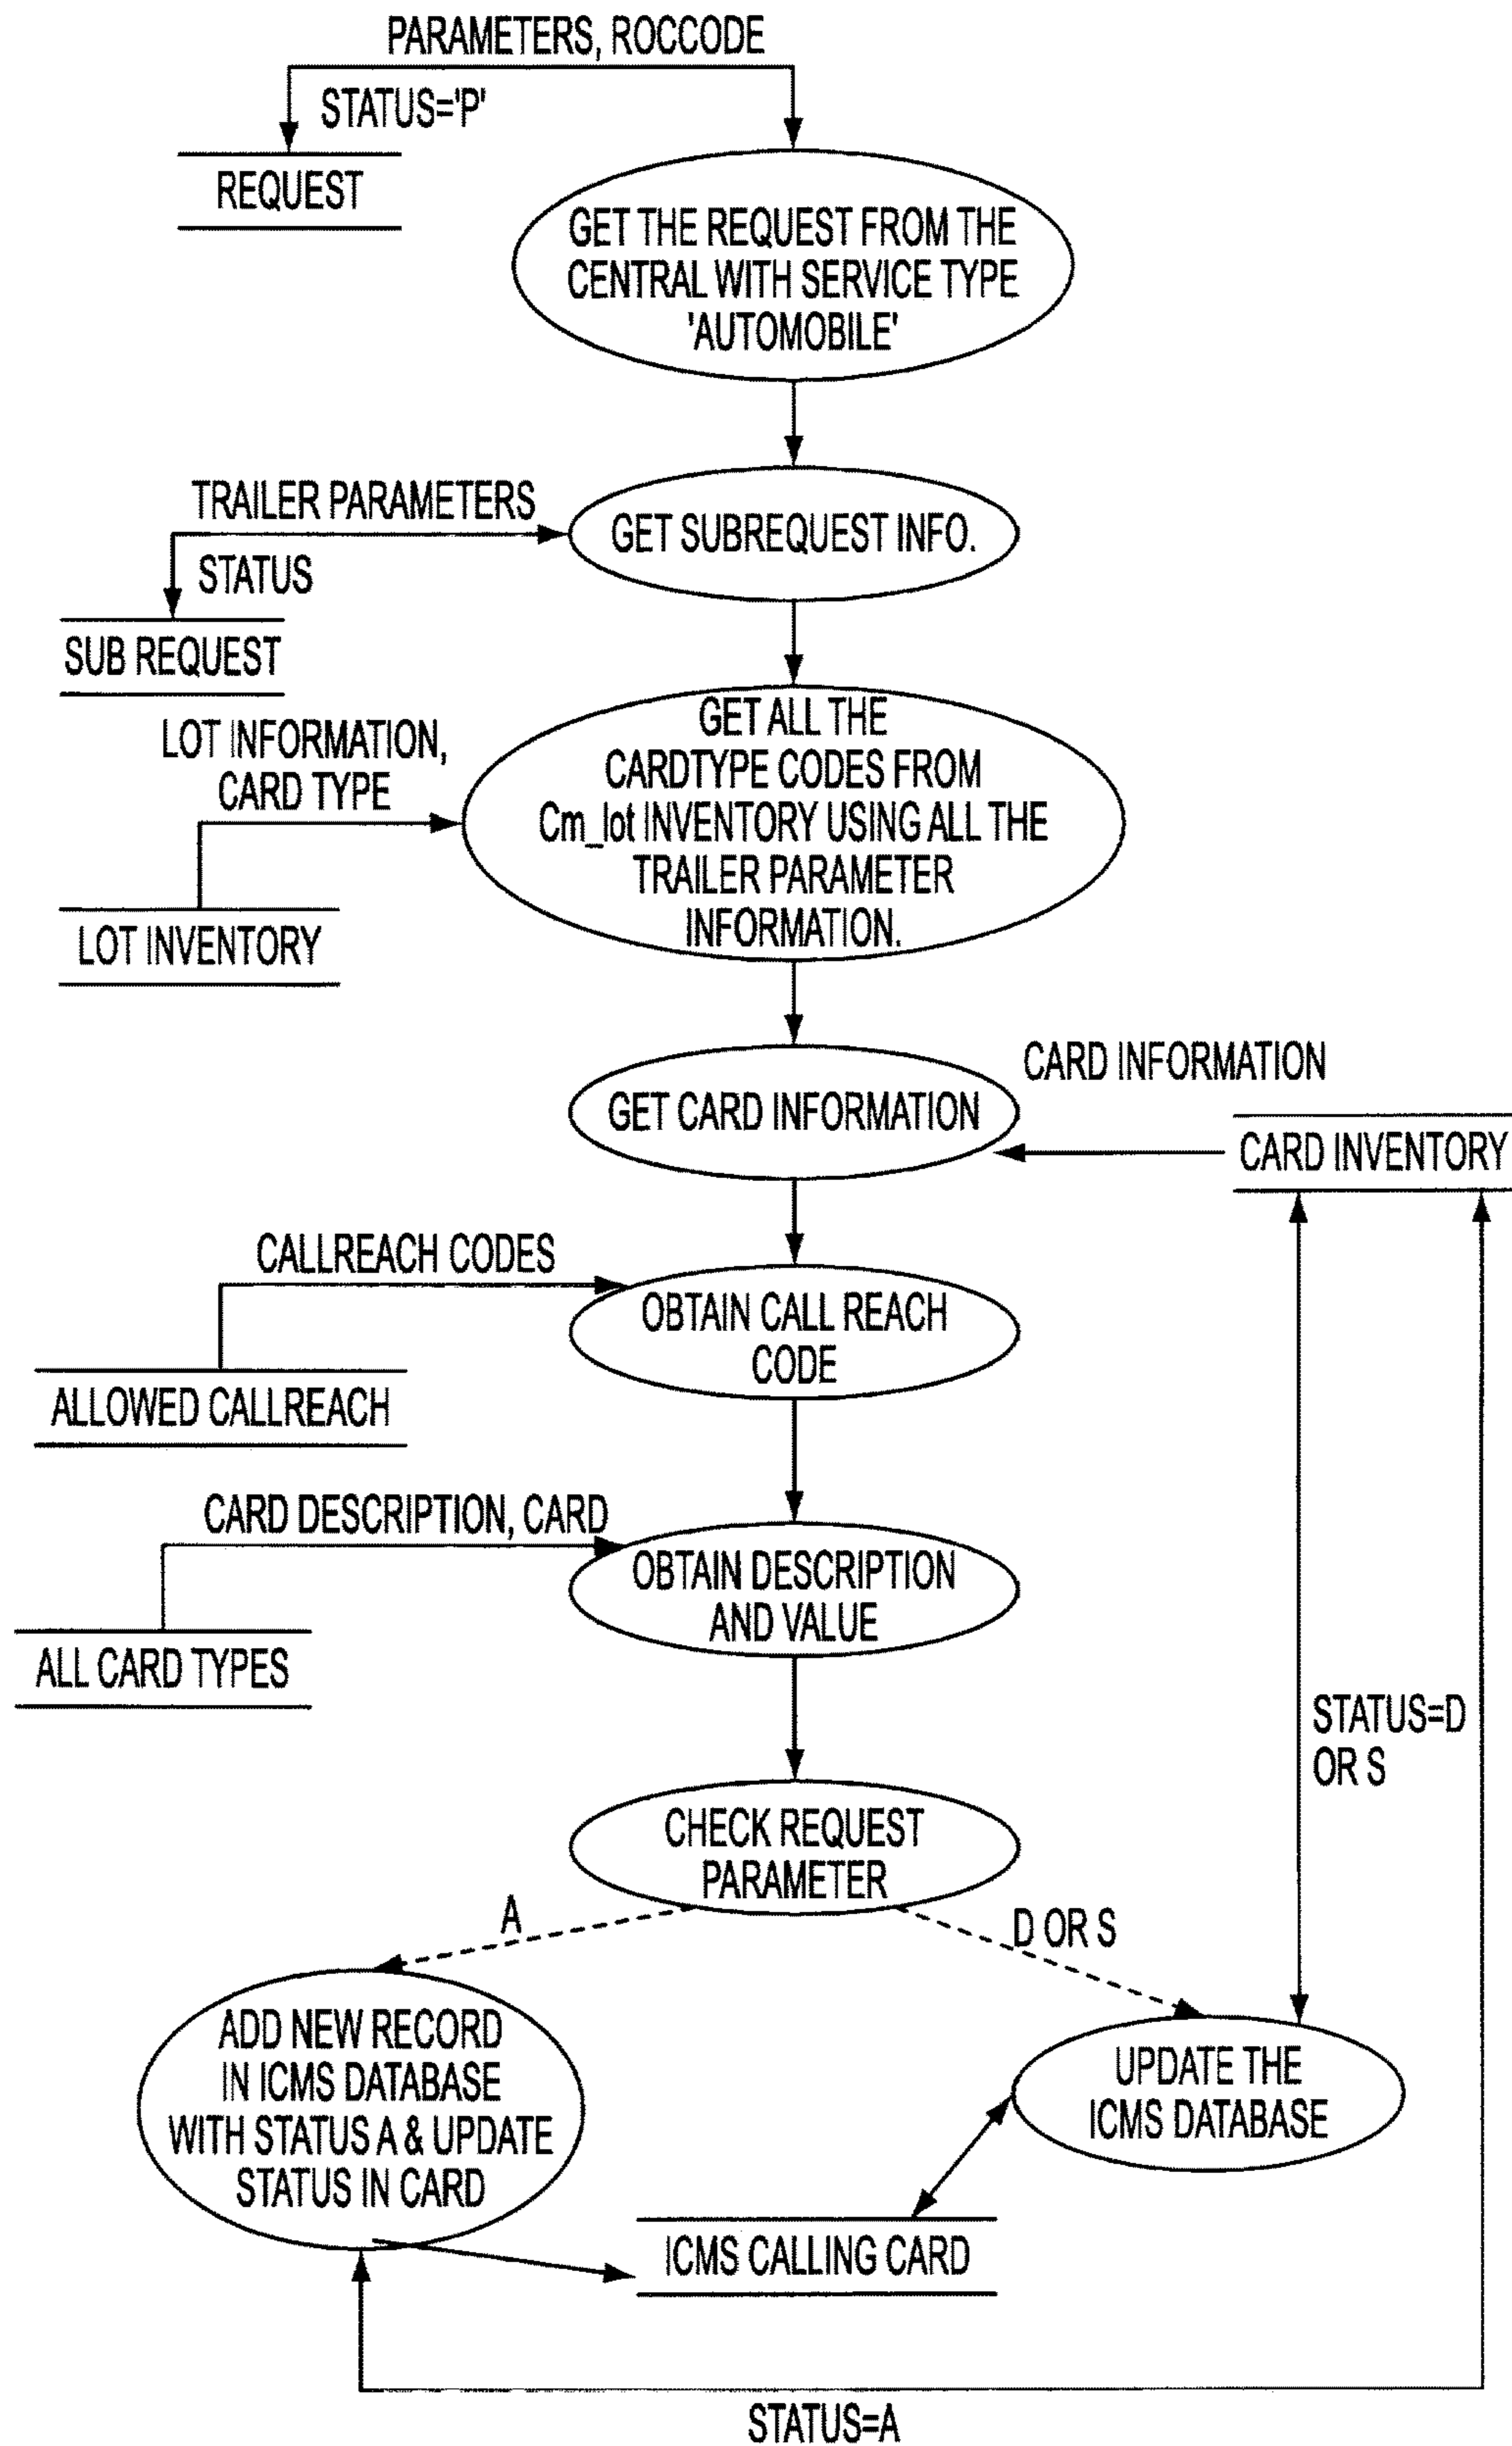 PARAMETERS, ROCCODE
STATUS='P'
REQUEST
GET THE REQUEST FROM THE
CENTRAL WITH SERVICE TYPE
'AUTOMOBILE'
TRAILER PARAMETERS
GET SUBREQUEST INFO.
STATUS
SUB REQUEST
LOT INFORMATION,
CARD TYPE
GET ALL THE
CARDTYPE CODES FROM
Cm_lot INVENTORY USING ALL THE
TRAILER PARAMETER
INFORMATION.
LOT INVENTORY
CARD INFORMATION
GET CARD INFORMATION
CARD INVENTORY
CALLREACH CODES
OBTAIN CALL REACH
CODE
ALLOWED CALLREACH
CARD DESCRIPTION, CARD
OBTAIN DESCRIPTION
AND VALUE
ALL CARD TYPES
STATUS=D
OR S
CHECK REQUEST
PARAMETER
A
D OR S
ADD NEW RECORD
IN ICMS DATABASE
WITH STATUS A & UPDATE
STATUS IN CARD
UPDATE THE
ICMS DATABASE
ICMS CALLING CARD
STATUS=A